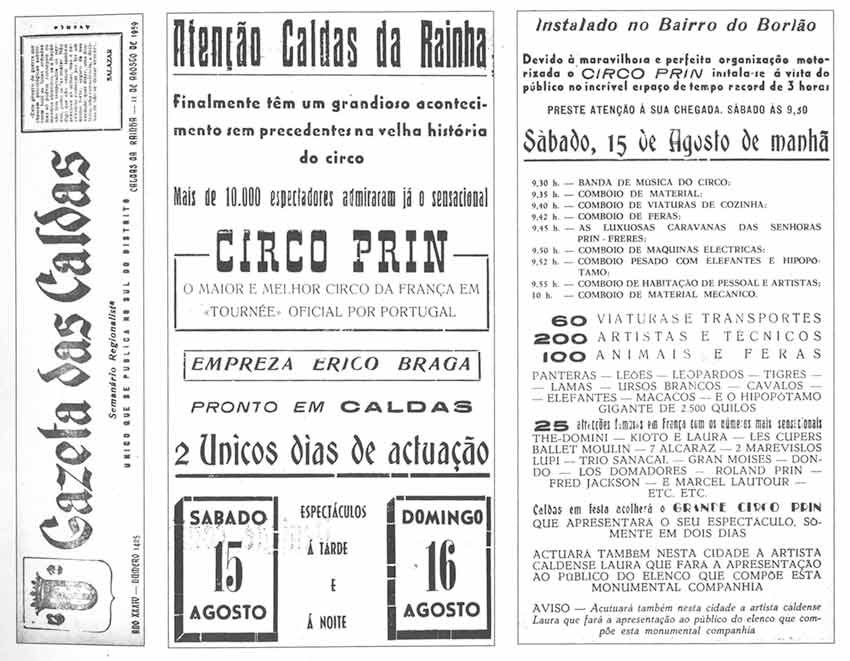 Gazeta das Caldas
Semanário Regionalista
UNICO QUE SE PUBLICA NO SUL DO DISTRITO
ANO XXXIV — NÚMERO 1425
CALDAS DA RAINHA — 11 DE AGOSTO DE 1959
SALAZAR
Atenção Caldas da Rainha
Finalmente têm um grandioso aconteci-
mento sem precedentes na velha história
do circo
Mais de 10.000 espectadores admiraram já o sensacional
CIRCO PRIN
O MAIOR E MELHOR CIRCO DA FRANÇA EM
«TOURNÉE» OFICIAL POR PORTUGAL
EMPREZA ERICO BRAGA
PRONTO EM CALDAS
2 Unicos dias de actuação
SABADO
15
AGOSTO
ESPECTÁCULOS
Á TARDE
E
Á NOITE
DOMINGO
16
AGOSTO
Instalado no Bairro do Borlão
Devido à maravilhosa e perfeita organização moto-
rizada o CIRCO PRIN instala-se á vista do
público no incrível espaço de tempo record de 3 horas
PRESTE ATENÇÃO À SUA CHEGADA. SÀBADO ÀS 9,30
Sàbado, 15 de Agosto de manhã
9,30 h. — BANDA DE MÚSICA DO CIRCO;
9,35 h. — COMBOIO DE MATERIAL;
9,40 h. — COMBOIO DE VIATURAS DE COZINHA;
9,42 h. — COMBOIO DE FERAS;
9,45 h. — AS LUXUOSAS CARAVANAS DAS SENHORAS
PRIN - FRERES;
9,50 h. — COMBOIO DE MAQUINAS ELECTRICAS;
9,52 h. — COMBOIO PESADO COM ELEFANTES E HIPOPÓ-
TAMO;
9,55 h. — COMBOIO DE HABITAÇÃO DE PESSOAL E ARTISTAS;
10 h. — COMBOIO DE MATERIAL MECÂNICO.
60 VIATURAS E TRANSPORTES
200 ARTISTAS E TÉCNICOS
100 ANIMAIS E FERAS
PANTERAS — LEÕES — LEOPARDOS — TIGRES —
— LAMAS — URSOS BRANCOS — CAVALOS —
— ELEFANTES — MACACOS — E O HIPOPÓTAMO
GIGANTE DE 2.500 QUILOS
25 atracções famosas em França com os números mais sensacionais
THE-DOMINI — KIOTO E LAURA — LES CUPERS
BALLET MOULIN — 7 ALCARAZ — 2 MAREVISLOS
LUPI — TRIO SANACAL — GRAN MOISES — DON-
DO — LOS DOMADORES — ROLAND PRIN —
FRED JACKSON — E MARCEL LAUTOUR —
ETC. ETC.
Caldas em festa acolherá o GRANDE CIRCO PRIN
QUE APRESENTARÁ O SEU ESPECTACULO, SÓ-
MENTE EM DOIS DIAS
ACTUARÁ TAMBÉM NESTA CIDADE A ARTISTA
CALDENSE LAURA QUE FARÁ A APRESENTAÇÃO
AO PÚBLICO DO ELENCO QUE COMPÕE ESTA
MONUMENTAL COMPANHIA
AVISO — Acutuará também nesta cidade a artista caldense
Laura que fará a apresentação ao público do elenco que com-
põe esta monumental companhia